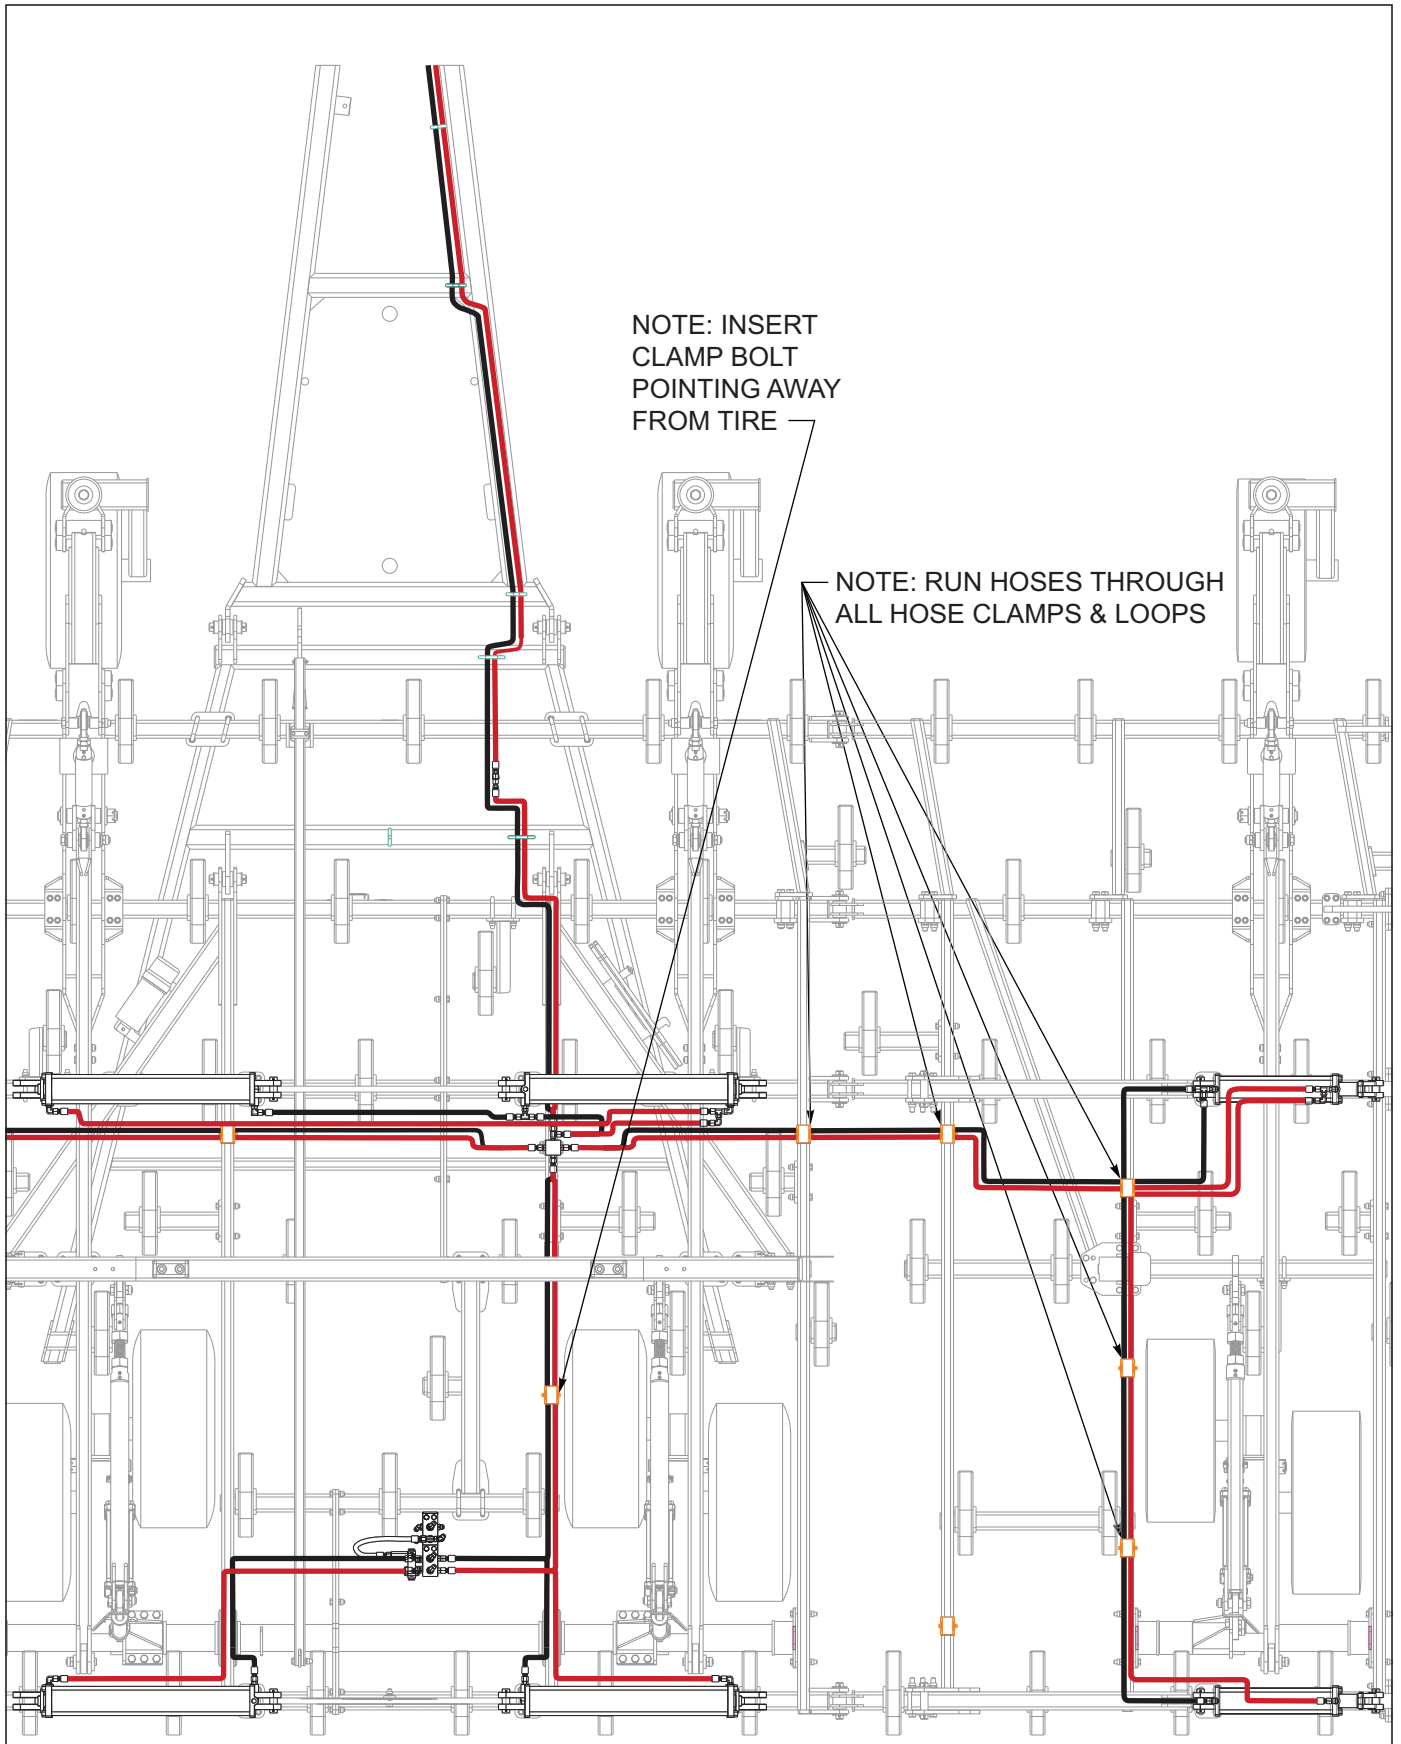 NOTE: INSERT
CLAMP BOLT
POINTING AWAY
FROM TIRE
NOTE: RUN HOSES THROUGH
ALL HOSE CLAMPS & LOOPS